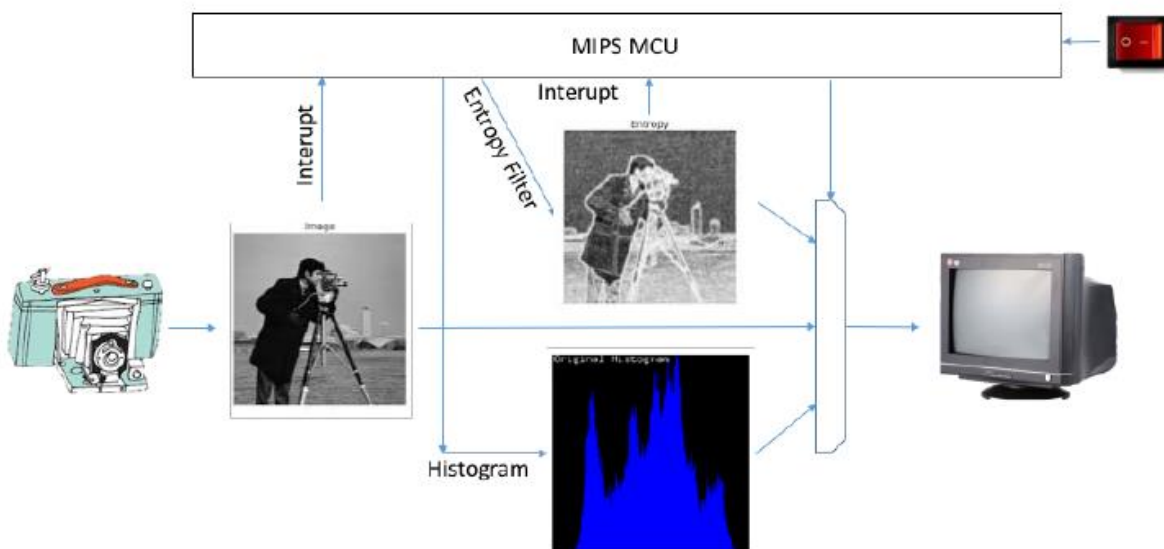 MIPS MCU
Interupt
Entropy Filter
Interupt
Entropy
Image
Original Histogram
Histogram